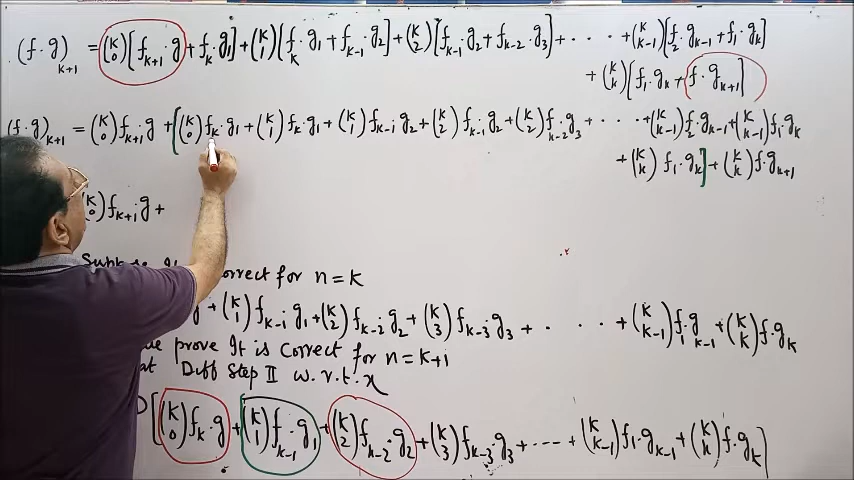 (f·g)_{k+1} = (k 0)[f_{k+1}·g + f_k·g_1] + (k 1)[f_k·g_1 + f_{k-1}·g_2] + (k 2)[f_{k-1}·g_2 + f_{k-2}·g_3] + · · · · + (k k-1)[f_2·g_{k-1} + f_1·g_k]
+ (k k)[f_1·g_k + f·g_{k+1}]
(f·g)_{k+1} = (k 0)f_{k+1}·g + [(k 0)f_k·g_1 + (k 1)f_k·g_1 + (k 1)f_{k-1}g_2 + (k 2)f_{k-1}g_2 + (k 2)f_{k-2}·g_3 + · · · + (k k-1)f_2·g_{k-1} + (k k-1)f_1·g_k
+ (k k)f_1·g_k] + (k k)f·g_{k+1}
(k 0)f_{k+1}·g +
correct for n = k
g + (k 1)f_{k-1}g_1 + (k 2)f_{k-2}g_2 + (k 3)f_{k-3}g_3 + · · · + (k k-1)f_1·g_{k-1} + (k k)f·g_k
prove It is Correct for n = k+1
Diff Step II w.r.t. x
[(k 0)f_k·g + (k 1)f_{k-1}·g_1 + (k 2)f_{k-2}·g_2 + (k 3)f_{k-3}·g_3 + ---- + (k k-1)f_1·g_{k-1} + (k k)f·g_k]